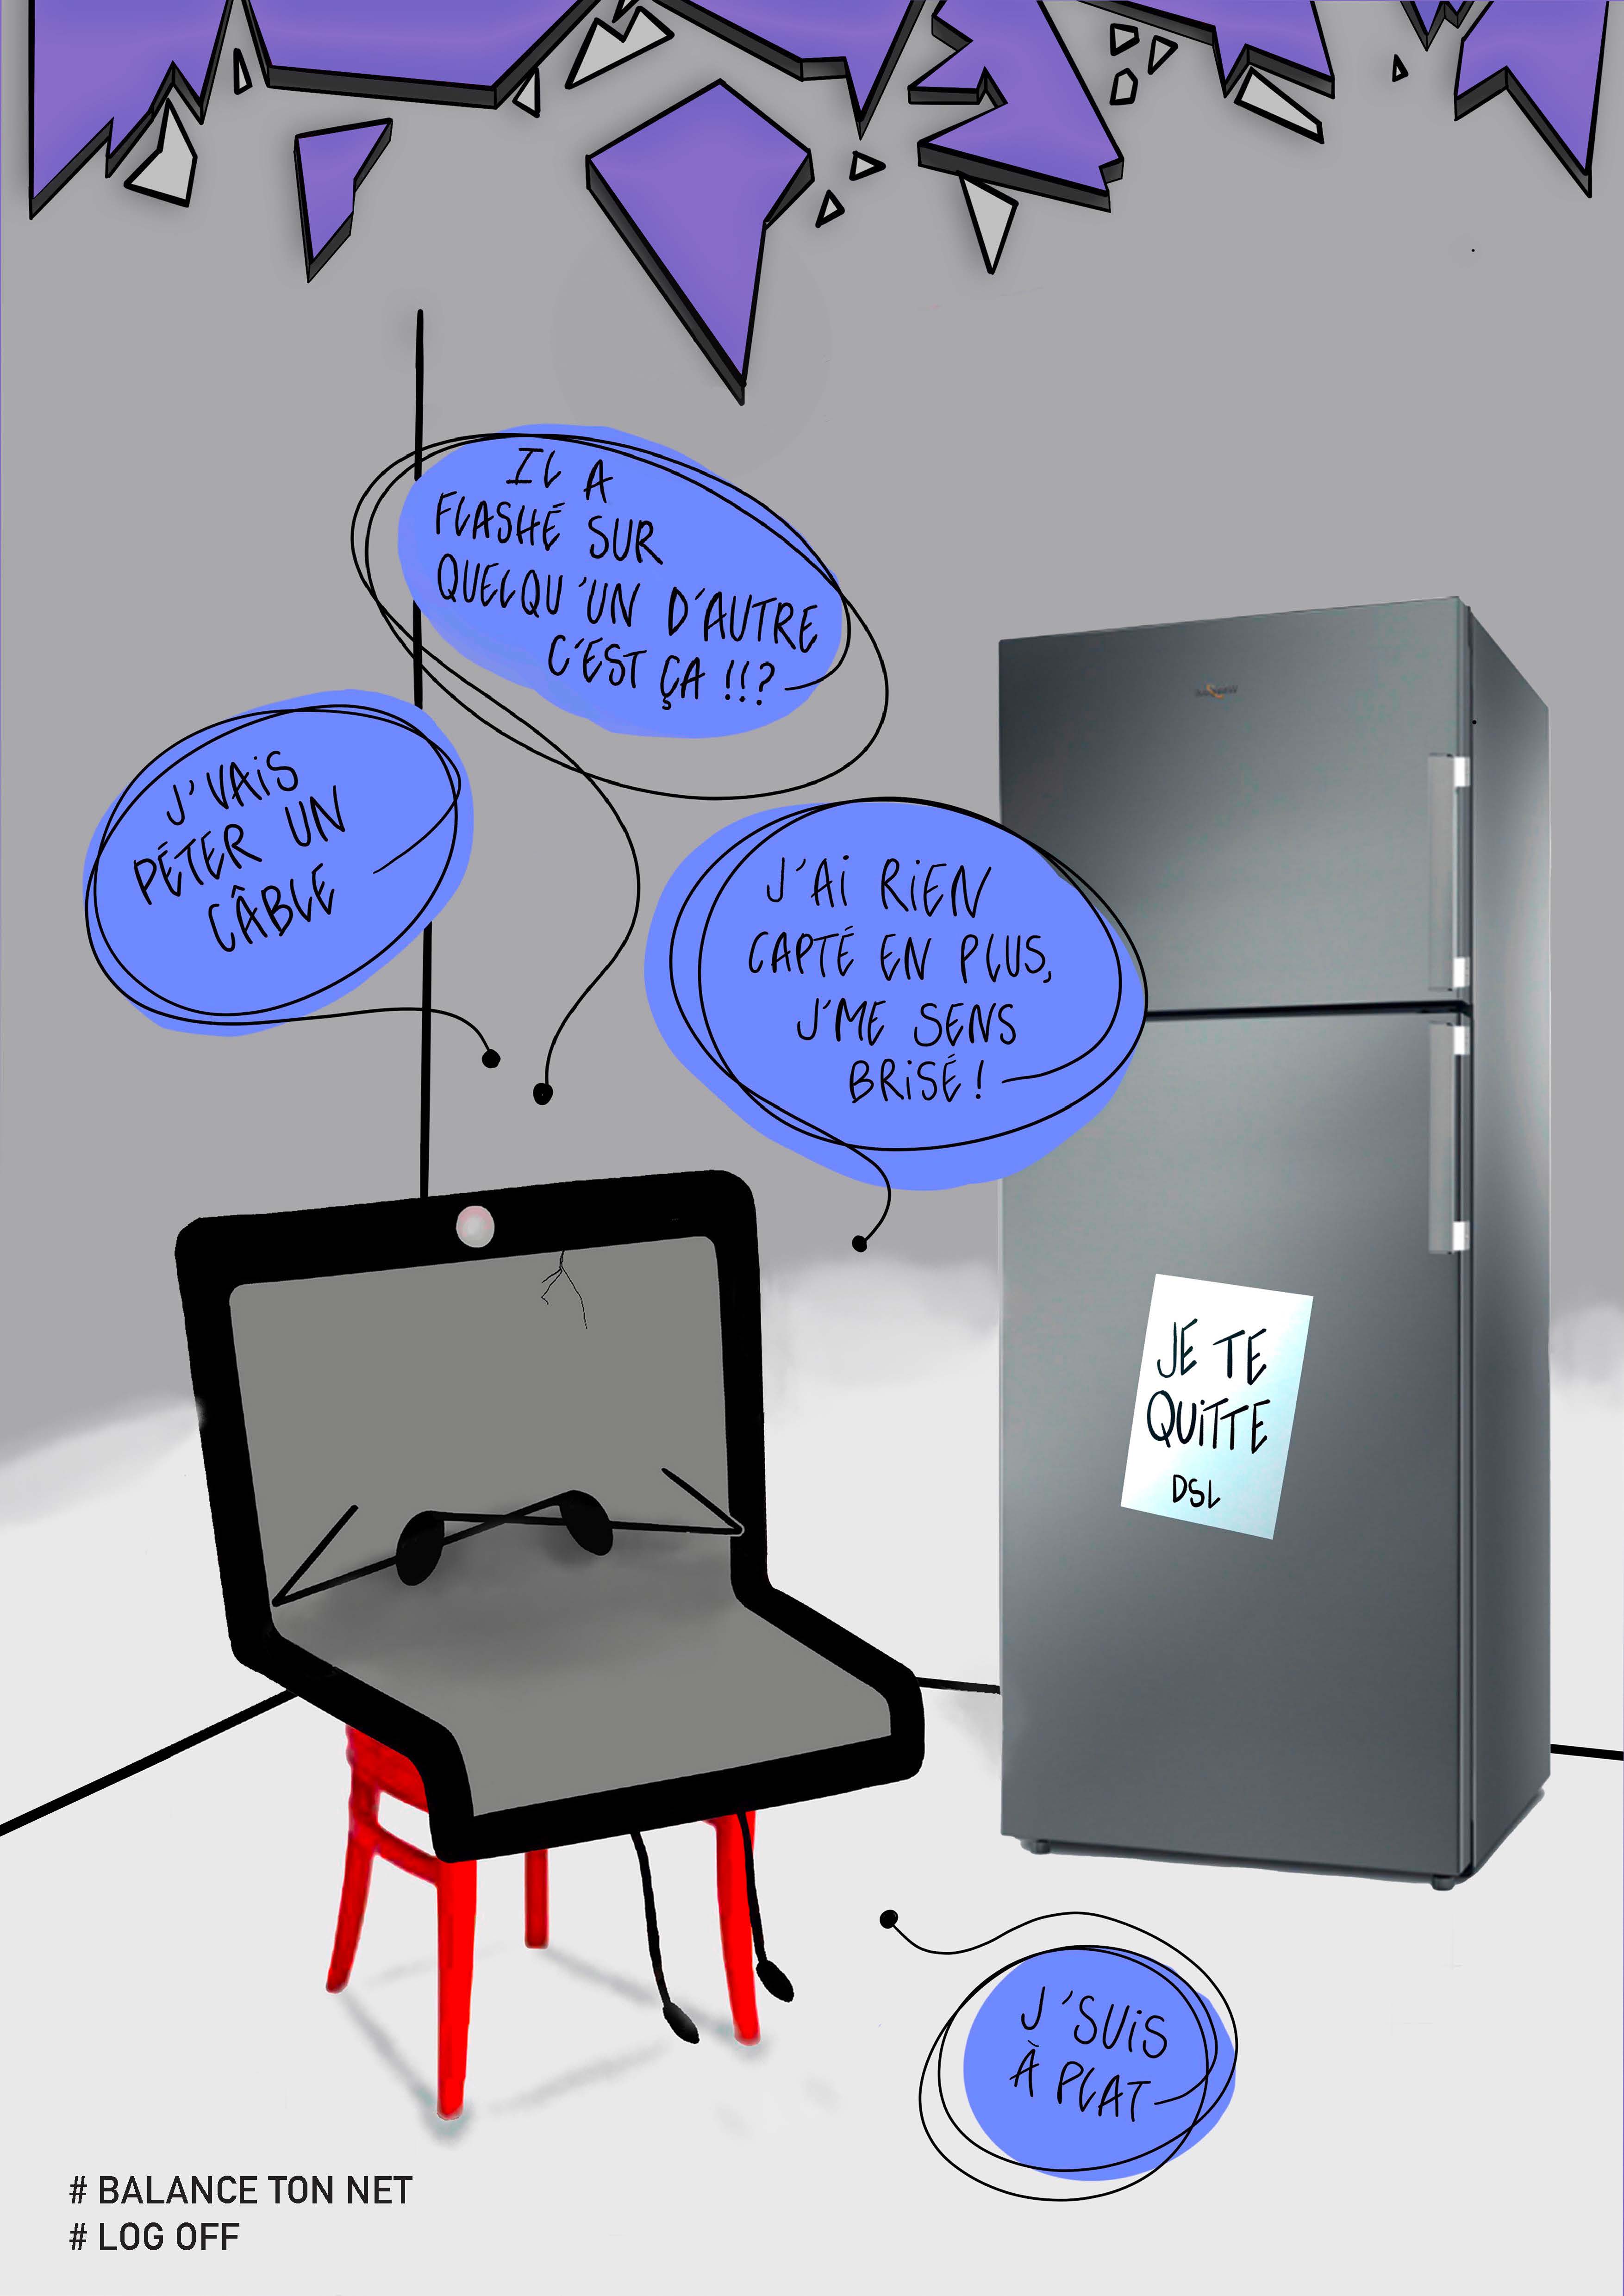 IL A
FLASHÉ SUR
QUELQU'UN D'AUTRE
C'EST ÇA !!?
J'VAIS
PÉTER UN
CÂBLE
J'AI RIEN
CAPTÉ EN PLUS,
J'ME SENS
BRISÉ !
JE TE
QUITTE
DSL
J'SUIS
À PLAT
# BALANCE TON NET
# LOG OFF